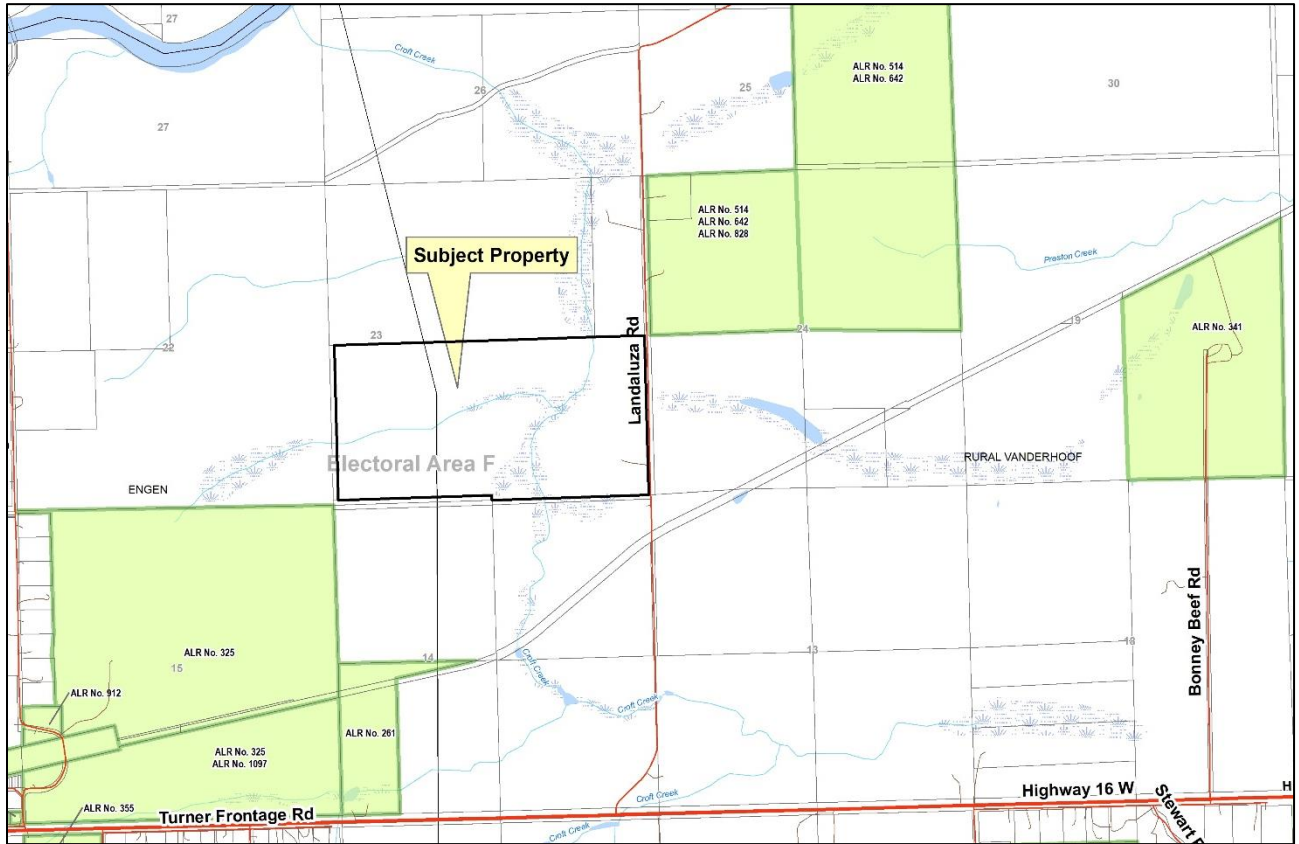 27
Croft Creek
26
27
25
ALR No. 514
ALR No. 642
30
ALR No. 514
ALR No. 642
ALR No. 828
Subject Property
Preston Creek
Landaluza Rd
23
24
19
22
ALR No. 341
Electoral Area F
RURAL VANDERHOOF
ENGEN
Bonney Beef Rd
ALR No. 325
15
14
13
18
ALR No. 912
Croft Creek
Croft Creek
ALR No. 261
ALR No. 325
ALR No. 1097
Croft Creek
Highway 16 W
H
ALR No. 355
Turner Frontage Rd
Stewart R
Croft Creek